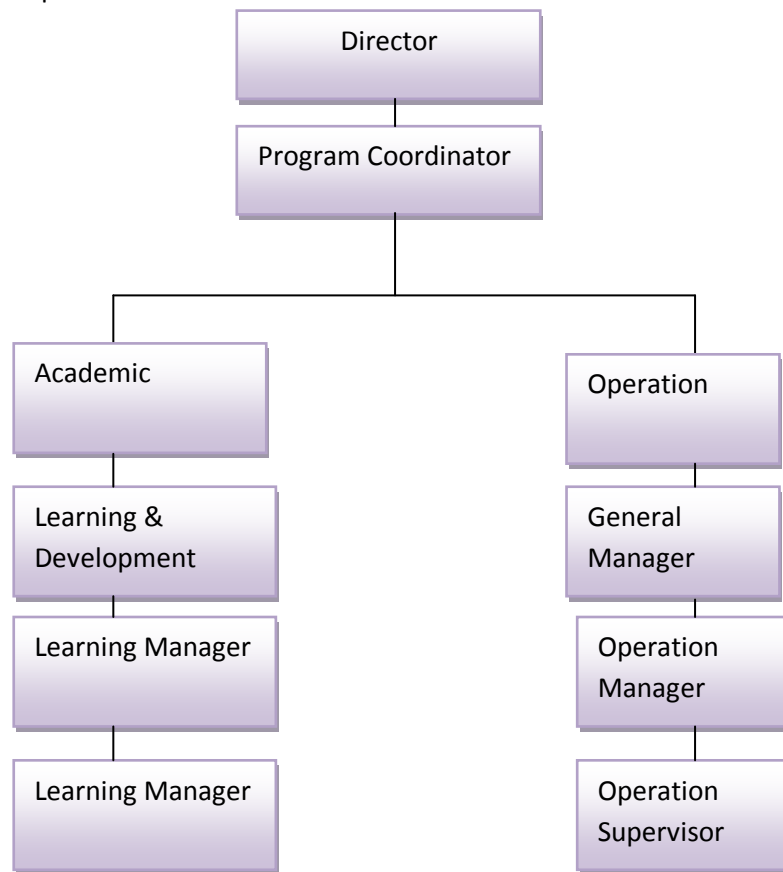 Director
Program Coordinator
Academic
Operation
Learning &
Development
General
Manager
Learning Manager
Operation
Manager
Learning Manager
Operation
Supervisor